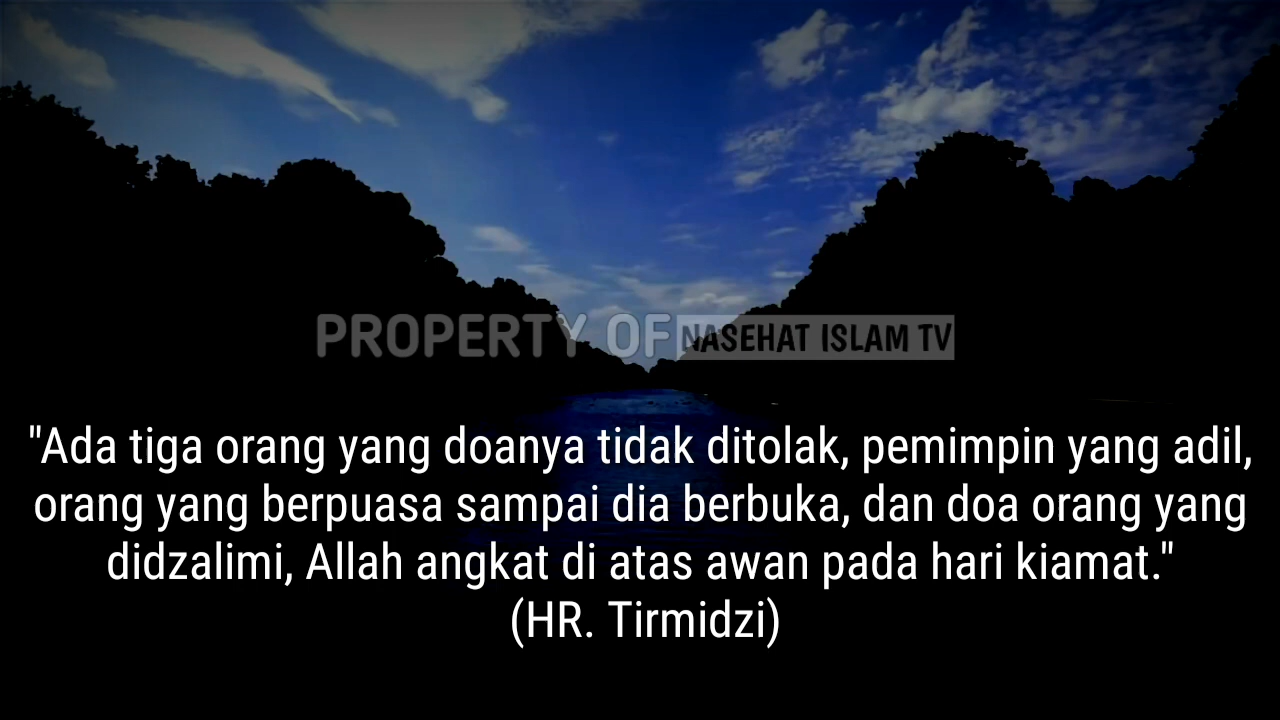 PROPERTY OF NASEHAT ISLAM TV
"Ada tiga orang yang doanya tidak ditolak, pemimpin yang adil,
orang yang berpuasa sampai dia berbuka, dan doa orang yang
didzalimi, Allah angkat di atas awan pada hari kiamat."
(HR. Tirmidzi)